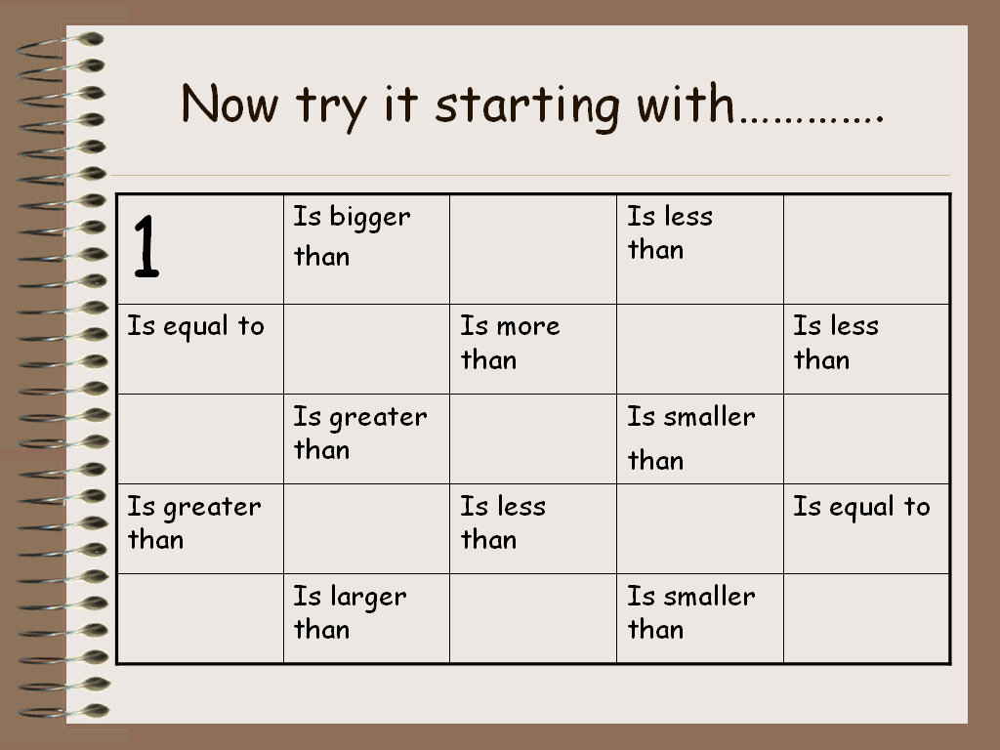 Now try it starting with………….
1
Is bigger
than
Is less
than
Is equal to
Is more
than
Is less
than
Is greater
than
Is smaller
than
Is greater
than
Is less
than
Is equal to
Is larger
than
Is smaller
than